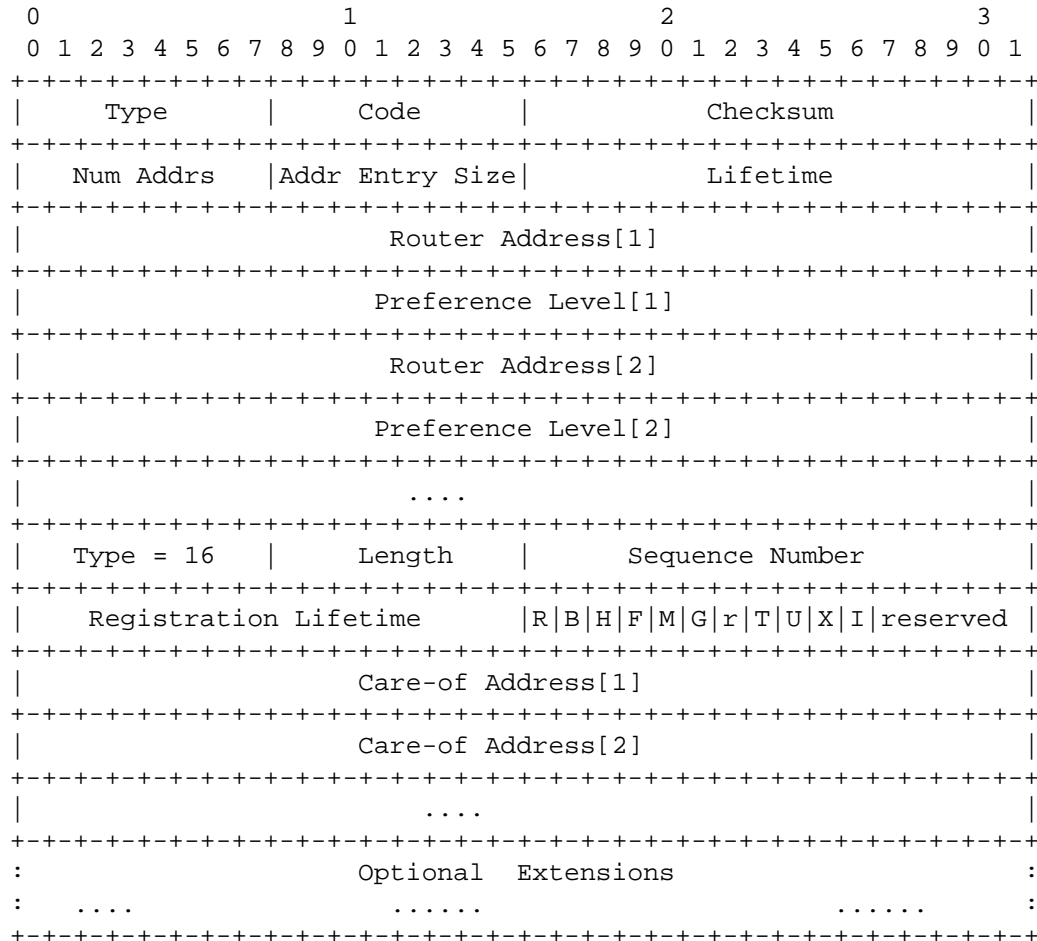 0                   1                   2                   3
 0 1 2 3 4 5 6 7 8 9 0 1 2 3 4 5 6 7 8 9 0 1 2 3 4 5 6 7 8 9 0 1
+-+-+-+-+-+-+-+-+-+-+-+-+-+-+-+-+-+-+-+-+-+-+-+-+-+-+-+-+-+-+-+-+
|     Type      |     Code      |           Checksum            |
+-+-+-+-+-+-+-+-+-+-+-+-+-+-+-+-+-+-+-+-+-+-+-+-+-+-+-+-+-+-+-+-+
|   Num Addrs   |Addr Entry Size|           Lifetime            |
+-+-+-+-+-+-+-+-+-+-+-+-+-+-+-+-+-+-+-+-+-+-+-+-+-+-+-+-+-+-+-+-+
|                       Router Address[1]                       |
+-+-+-+-+-+-+-+-+-+-+-+-+-+-+-+-+-+-+-+-+-+-+-+-+-+-+-+-+-+-+-+-+
|                      Preference Level[1]                      |
+-+-+-+-+-+-+-+-+-+-+-+-+-+-+-+-+-+-+-+-+-+-+-+-+-+-+-+-+-+-+-+-+
|                       Router Address[2]                       |
+-+-+-+-+-+-+-+-+-+-+-+-+-+-+-+-+-+-+-+-+-+-+-+-+-+-+-+-+-+-+-+-+
|                      Preference Level[2]                      |
+-+-+-+-+-+-+-+-+-+-+-+-+-+-+-+-+-+-+-+-+-+-+-+-+-+-+-+-+-+-+-+-+
|                        ....                                   |
+-+-+-+-+-+-+-+-+-+-+-+-+-+-+-+-+-+-+-+-+-+-+-+-+-+-+-+-+-+-+-+-+
|   Type = 16   |     Length    |      Sequence Number          |
+-+-+-+-+-+-+-+-+-+-+-+-+-+-+-+-+-+-+-+-+-+-+-+-+-+-+-+-+-+-+-+-+
|    Registration Lifetime      |R|B|H|F|M|G|r|T|U|X|I|reserved |
+-+-+-+-+-+-+-+-+-+-+-+-+-+-+-+-+-+-+-+-+-+-+-+-+-+-+-+-+-+-+-+-+
|                     Care-of Address[1]                        |
+-+-+-+-+-+-+-+-+-+-+-+-+-+-+-+-+-+-+-+-+-+-+-+-+-+-+-+-+-+-+-+-+
|                     Care-of Address[2]                        |
+-+-+-+-+-+-+-+-+-+-+-+-+-+-+-+-+-+-+-+-+-+-+-+-+-+-+-+-+-+-+-+-+
|                         ....                                  |
+-+-+-+-+-+-+-+-+-+-+-+-+-+-+-+-+-+-+-+-+-+-+-+-+-+-+-+-+-+-+-+-+
:                     Optional  Extensions                      :
:   ....                ......                      ......      :
+-+-+-+-+-+-+-+-+-+-+-+-+-+-+-+-+-+-+-+-+-+-+-+-+-+-+-+-+-+-+-+-+